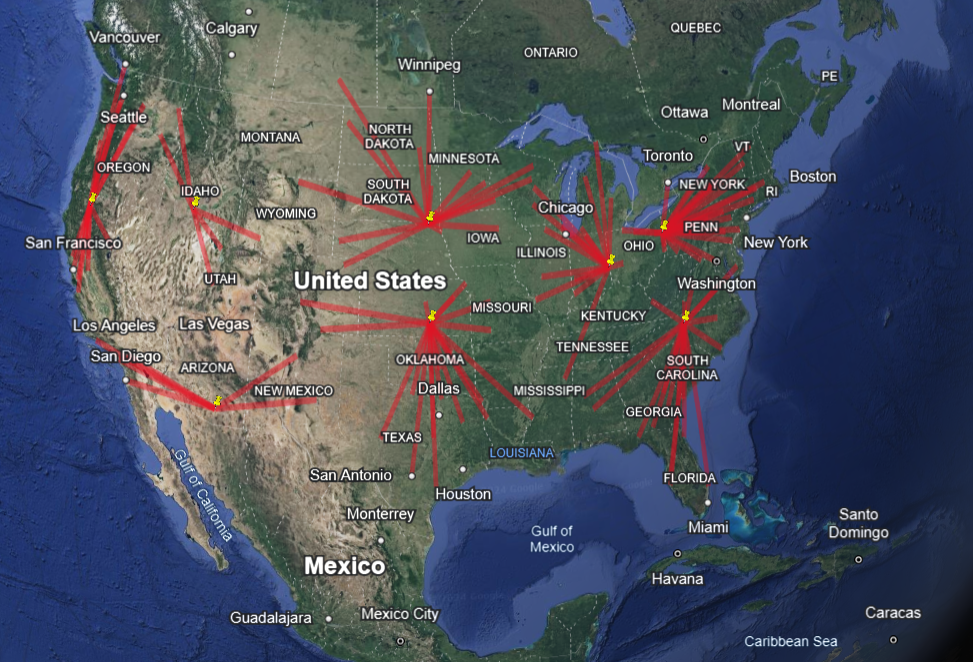 Calgary
Vancouver
QUEBEC
ONTARIO
Winnipeg
PE
Montreal
Ottawa
Seattle
NORTH
DAKOTA
MONTANA
VT
Toronto
MINNESOTA
OREGON
Boston
SOUTH
DAKOTA
NEW YORK
RI
IDAHO
Chicago
WYOMING
PENN
IOWA
San Francisco
OHIO
New York
ILLINOIS
UTAH
United States
Washington
MISSOURI
KENTUCKY
Los Angeles
Las Vegas
TENNESSEE
San Diego
OKLAHOMA
SOUTH
CAROLINA
ARIZONA
Dallas
NEW MEXICO
MISSISSIPPI
GEORGIA
TEXAS
LOUISIANA
San Antonio
FLORIDA
Gulf of California
Houston
Monterrey
Santo
Domingo
Miami
Gulf of
Mexico
Mexico
Havana
Guadalajara
Mexico City
Caracas
Caribbean Sea